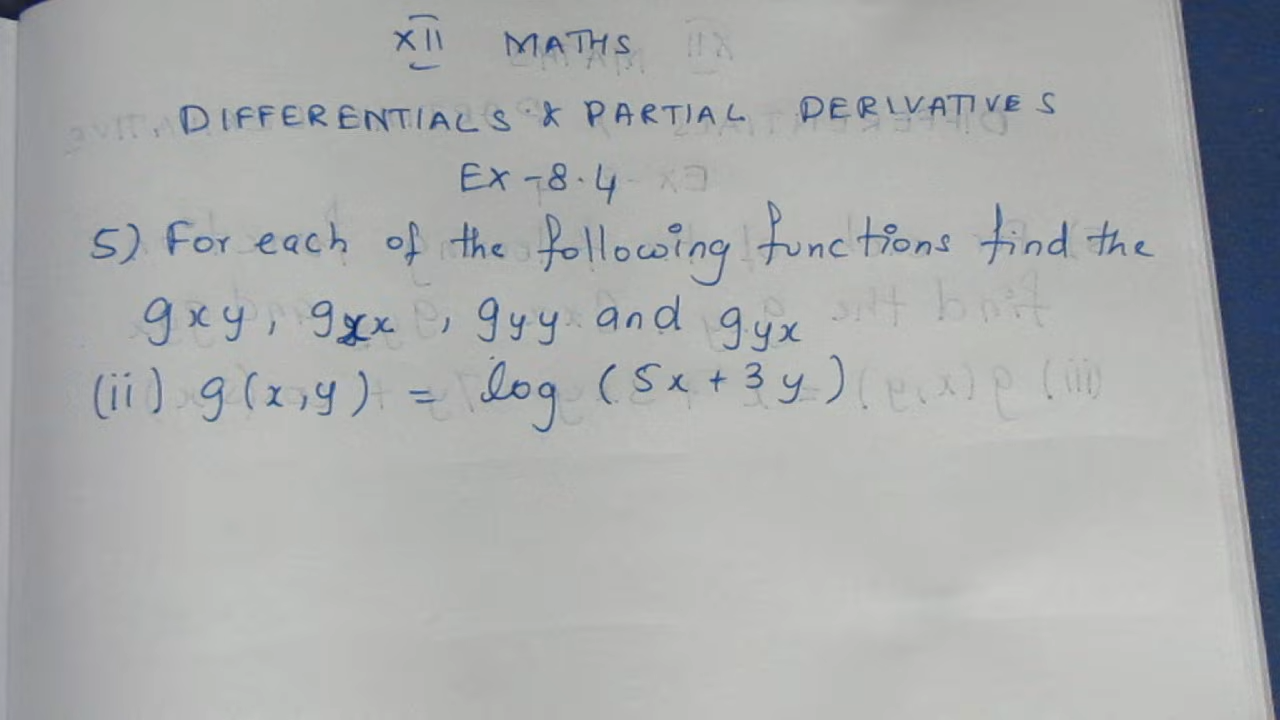 XII MATHS
DIFFERENTIALS & PARTIAL DERIVATIVES
EX - 8.4
5) For each of the following functions find the
gxy, gxx, gyy and gyx
(ii) g(x,y) = log (5x + 3y)